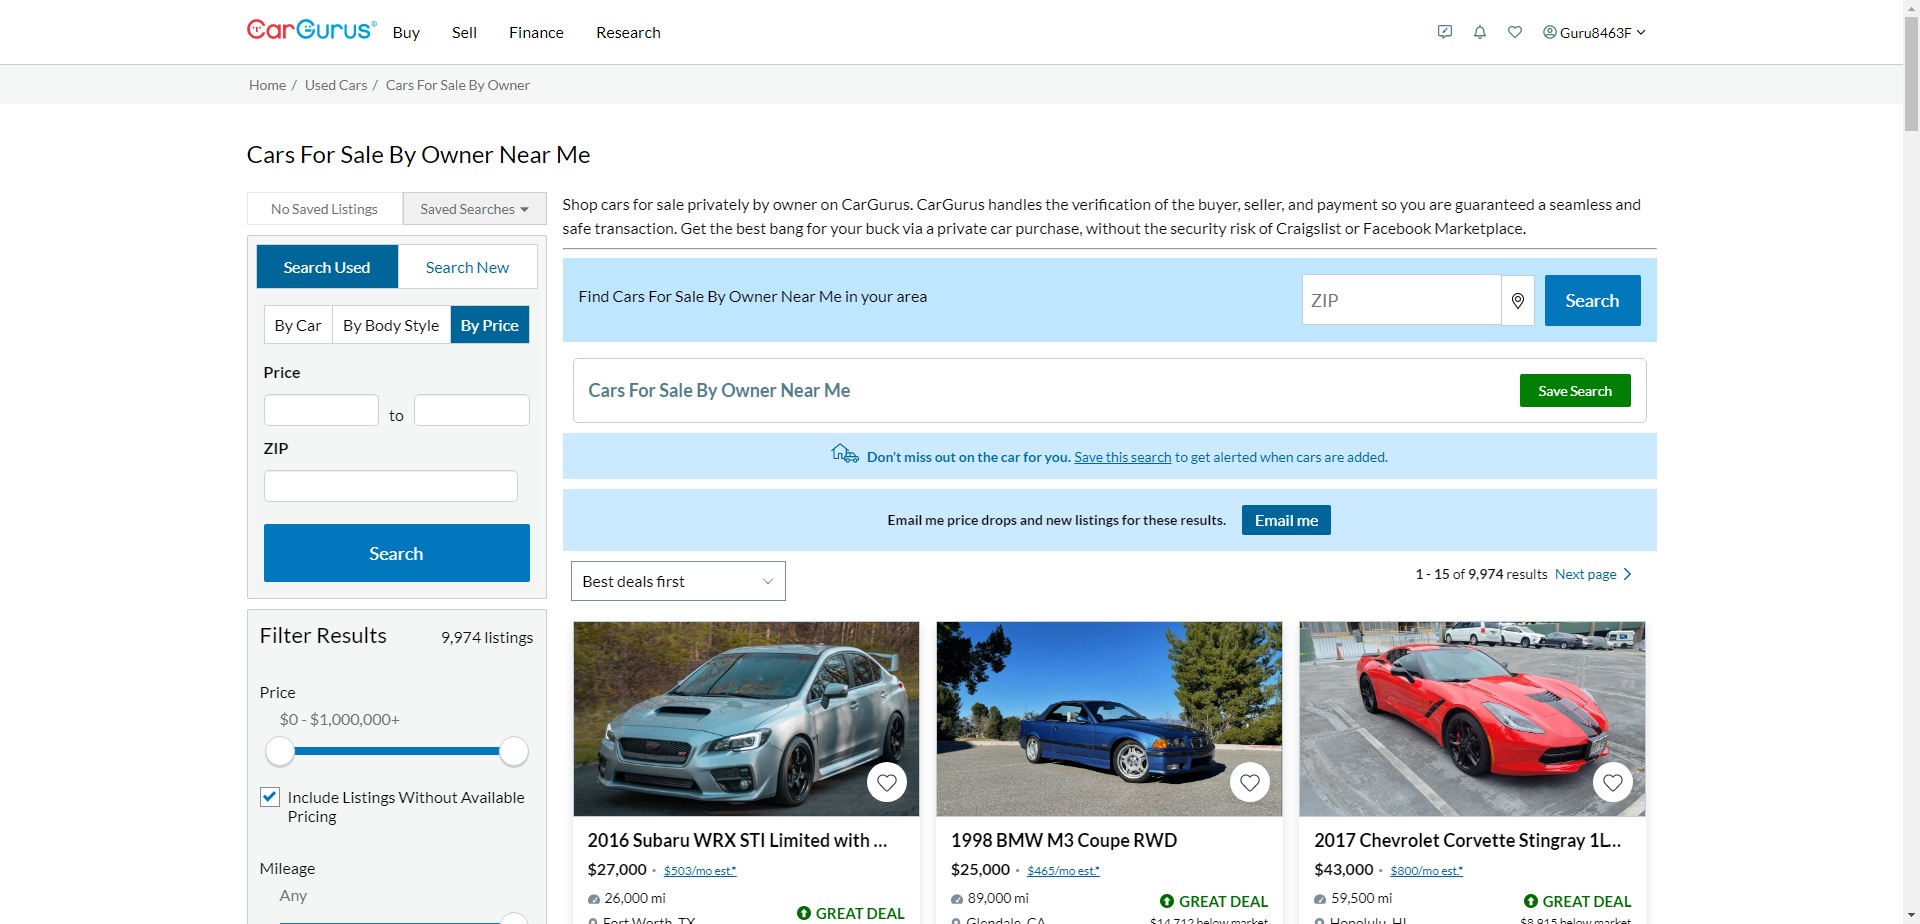 CarGurus®
Buy
Sell
Finance
Research
Guru8463F
Home / Used Cars / Cars For Sale By Owner
Cars For Sale By Owner Near Me
No Saved Listings
Saved Searches
Search Used
Search New
By Car
By Body Style
By Price
Price
to
ZIP
Search
Filter Results
9,974 listings
Price
$0 - $1,000,000+
Include Listings Without Available
Pricing
Mileage
Any
Shop cars for sale privately by owner on CarGurus. CarGurus handles the verification of the buyer, seller, and payment so you are guaranteed a seamless and
safe transaction. Get the best bang for your buck via a private car purchase, without the security risk of Craigslist or Facebook Marketplace.
Find Cars For Sale By Owner Near Me in your area
ZIP
Search
Cars For Sale By Owner Near Me
Save Search
Don't miss out on the car for you. Save this search to get alerted when cars are added.
Email me price drops and new listings for these results.
Email me
Best deals first
1 - 15 of 9,974 results
Next page
2016 Subaru WRX STI Limited with ...
$27,000 · $503/mo est.*
26,000 mi
Fort Worth, TX
GREAT DEAL
1998 BMW M3 Coupe RWD
$25,000 · $465/mo est.*
89,000 mi
GREAT DEAL
Glendale, CA
$14,712 below market
2017 Chevrolet Corvette Stingray 1L...
$43,000 · $800/mo est.*
59,500 mi
GREAT DEAL
Honolulu, HI
$8,915 below market